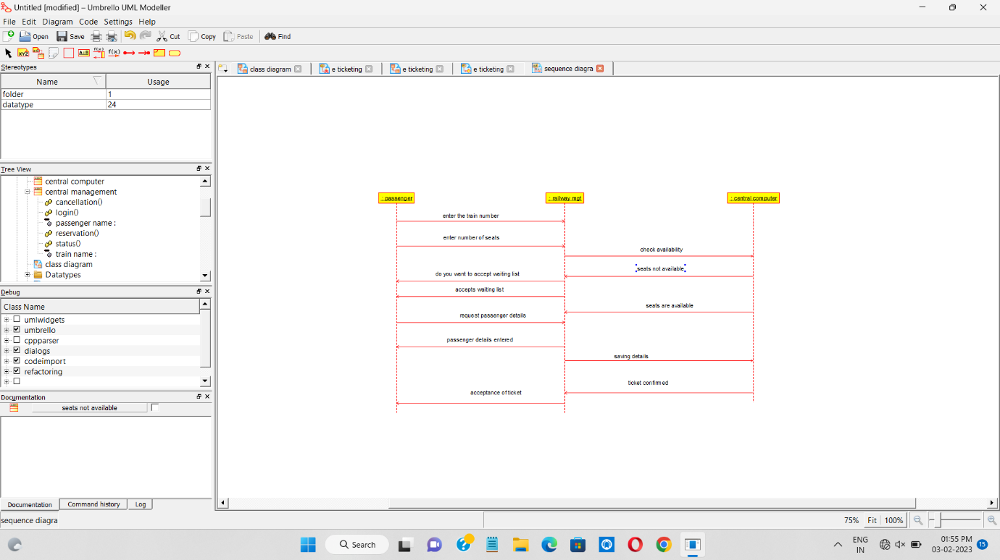 Untitled [modified] – Umbrello UML Modeller
File Edit Diagram Code Settings Help
Open Save Cut Copy Paste Find
XYZ A⇓B f(x) f(x)
Stereotypes
Name Usage
folder 1
datatype 24
Tree View
central computer
central management
cancellation()
login()
passenger name :
reservation()
status()
train name :
class diagram
Datatypes
Debug
Class Name
umlwidgets
umbrello
cppparser
dialogs
codeimport
refactoring
Documentation
seats not available
Documentation Command history Log
class diagram e ticketing e ticketing e ticketing sequence diagra
: passenger : railway mgt : central computer
enter the train number
enter number of seats
check availability
seats not available
do you want to accept waiting list
accepts waiting list
seats are available
request passenger details
passenger details entered
saving details
ticket confirmed
acceptance of ticket
sequence diagra
75% Fit 100%
Search
ENG
IN
01:55 PM
03-02-2023
15